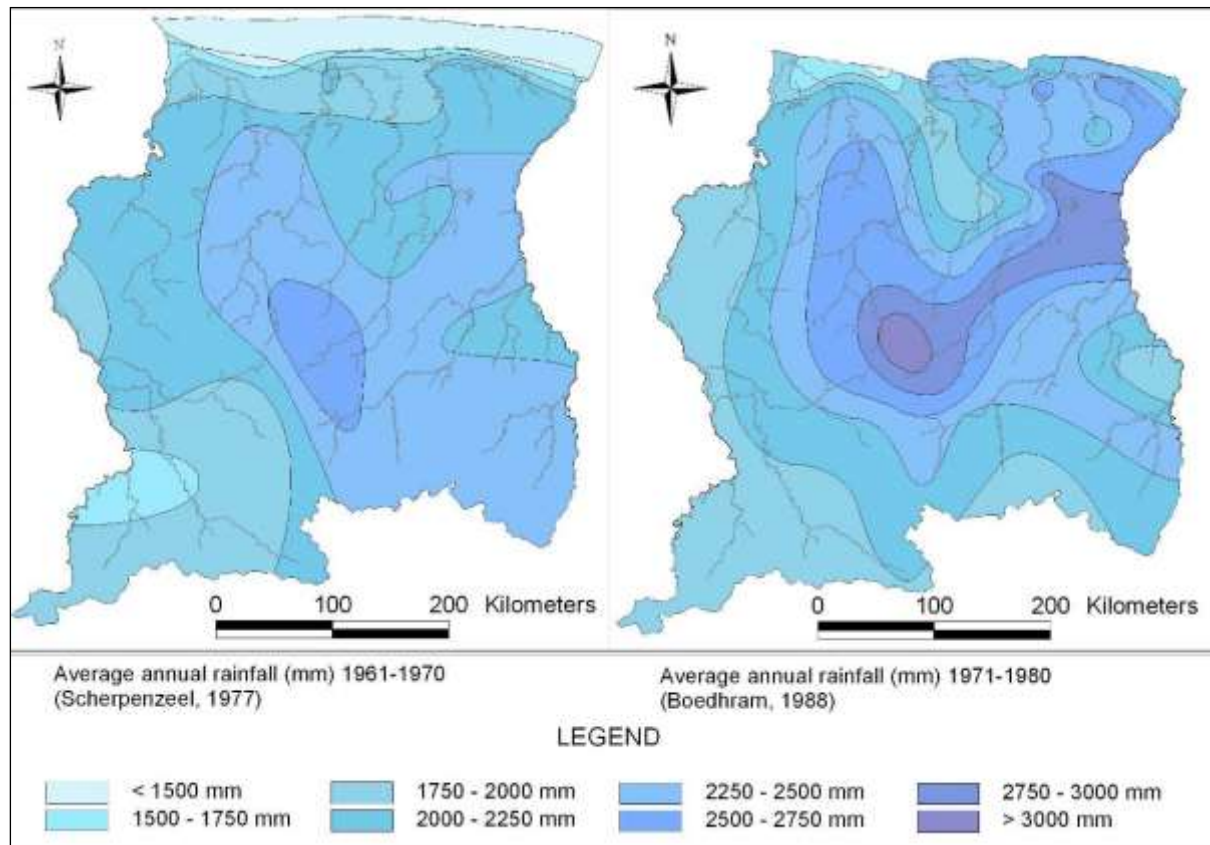 N
N
0 100 200 Kilometers
0 100 200 Kilometers
Average annual rainfall (mm) 1961-1970
(Scherpenzeel, 1977)
Average annual rainfall (mm) 1971-1980
(Boedhram, 1988)
LEGEND
< 1500 mm
1500 - 1750 mm
1750 - 2000 mm
2000 - 2250 mm
2250 - 2500 mm
2500 - 2750 mm
2750 - 3000 mm
> 3000 mm